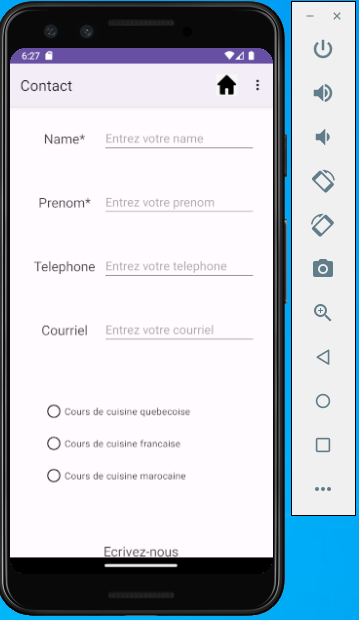 6:27
Contact
Name* Entrez votre name
Prenom* Entrez votre prenom
Telephone Entrez votre telephone
Courriel Entrez votre courriel
Cours de cuisine quebecoise
Cours de cuisine francaise
Cours de cuisine marocaine
Ecrivez-nous